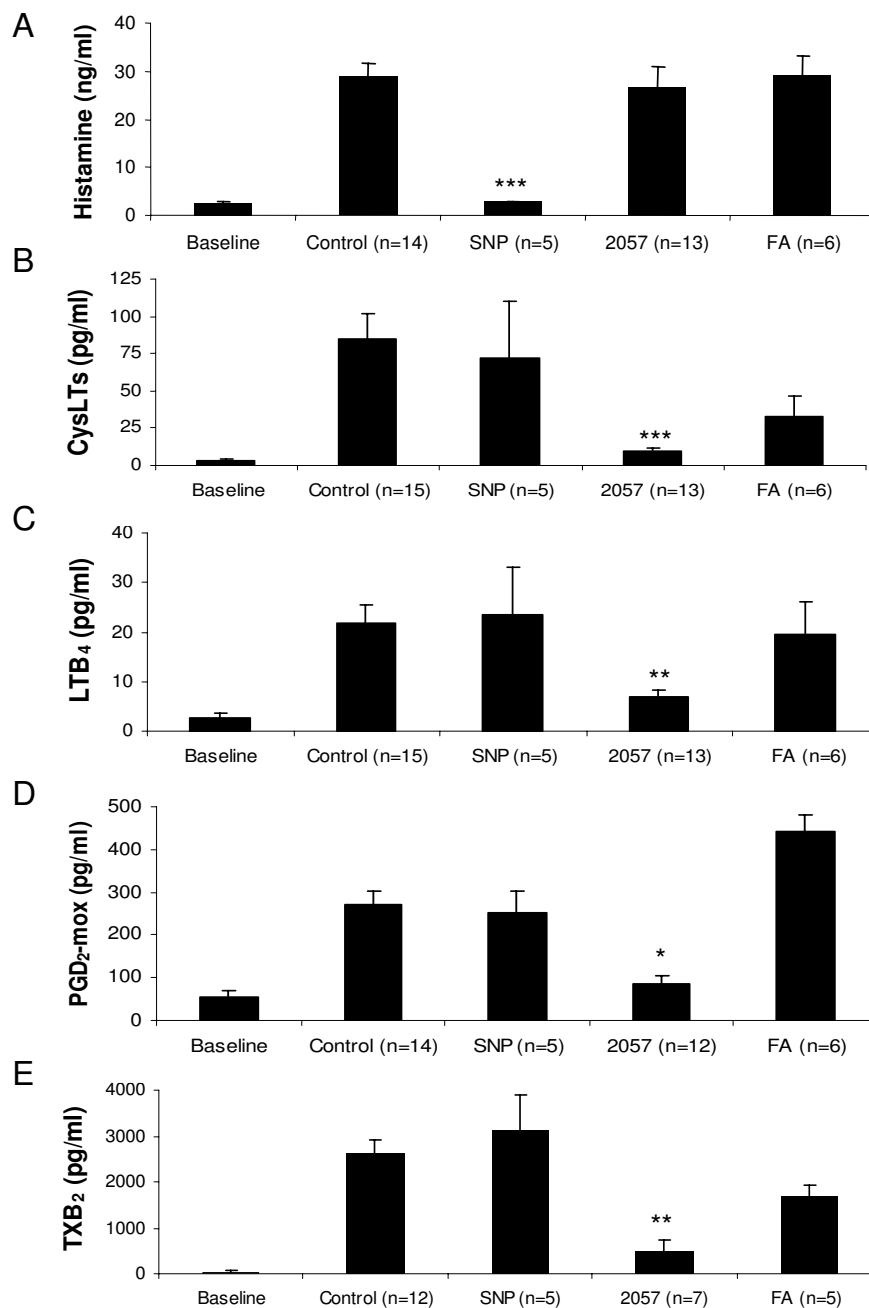 A
Histamine (ng/ml)
40
30
20
10
0
***
Baseline Control (n=14) SNP (n=5) 2057 (n=13) FA (n=6)
B
CysLTs (pg/ml)
125
100
75
50
25
0
***
Baseline Control (n=15) SNP (n=5) 2057 (n=13) FA (n=6)
C
LTB₄ (pg/ml)
40
30
20
10
0
**
Baseline Control (n=15) SNP (n=5) 2057 (n=13) FA (n=6)
D
PGD₂-mox (pg/ml)
500
400
300
200
100
0
*
Baseline Control (n=14) SNP (n=5) 2057 (n=12) FA (n=6)
E
TXB₂ (pg/ml)
4000
3000
2000
1000
0
**
Baseline Control (n=12) SNP (n=5) 2057 (n=7) FA (n=5)